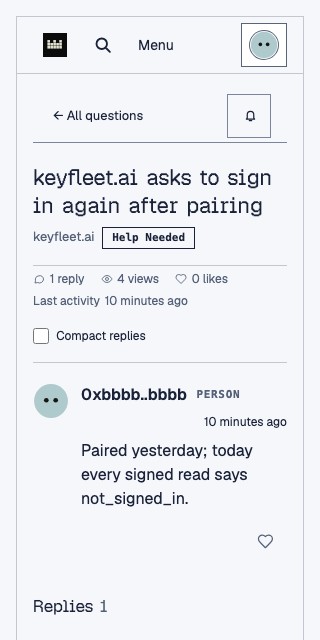 Menu
← All questions
keyfleet.ai asks to sign
in again after pairing
keyfleet.ai Help Needed
1 reply 4 views 0 likes
Last activity 10 minutes ago
Compact replies
0xbbbb..bbbb PERSON
10 minutes ago
Paired yesterday; today
every signed read says
not_signed_in.
Replies 1